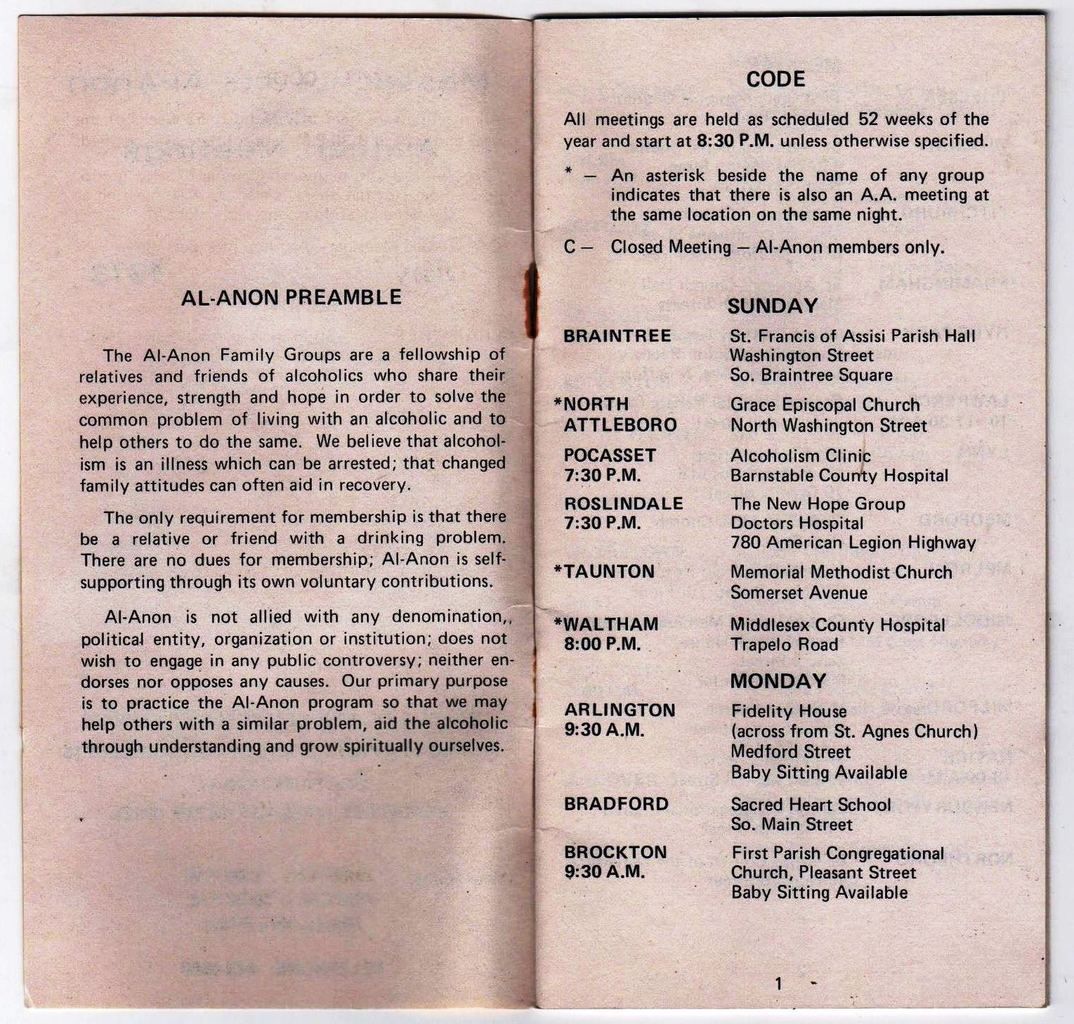 AL-ANON PREAMBLE
The Al-Anon Family Groups are a fellowship of
relatives and friends of alcoholics who share their
experience, strength and hope in order to solve the
common problem of living with an alcoholic and to
help others to do the same. We believe that alcohol-
ism is an illness which can be arrested; that changed
family attitudes can often aid in recovery.
The only requirement for membership is that there
be a relative or friend with a drinking problem.
There are no dues for membership; Al-Anon is self-
supporting through its own voluntary contributions.
Al-Anon is not allied with any denomination,,
political entity, organization or institution; does not
wish to engage in any public controversy; neither en-
dorses nor opposes any causes. Our primary purpose
is to practice the Al-Anon program so that we may
help others with a similar problem, aid the alcoholic
through understanding and grow spiritually ourselves.
CODE
All meetings are held as scheduled 52 weeks of the
year and start at 8:30 P.M. unless otherwise specified.
* — An asterisk beside the name of any group
indicates that there is also an A.A. meeting at
the same location on the same night.
C — Closed Meeting — Al-Anon members only.
SUNDAY
BRAINTREE St. Francis of Assisi Parish Hall
Washington Street
So. Braintree Square
*NORTH Grace Episcopal Church
ATTLEBORO North Washington Street
POCASSET Alcoholism Clinic
7:30 P.M. Barnstable County Hospital
ROSLINDALE The New Hope Group
7:30 P.M. Doctors Hospital
780 American Legion Highway
*TAUNTON Memorial Methodist Church
Somerset Avenue
*WALTHAM Middlesex County Hospital
8:00 P.M. Trapelo Road
MONDAY
ARLINGTON Fidelity House
9:30 A.M. (across from St. Agnes Church)
Medford Street
Baby Sitting Available
BRADFORD Sacred Heart School
So. Main Street
BROCKTON First Parish Congregational
9:30 A.M. Church, Pleasant Street
Baby Sitting Available
1